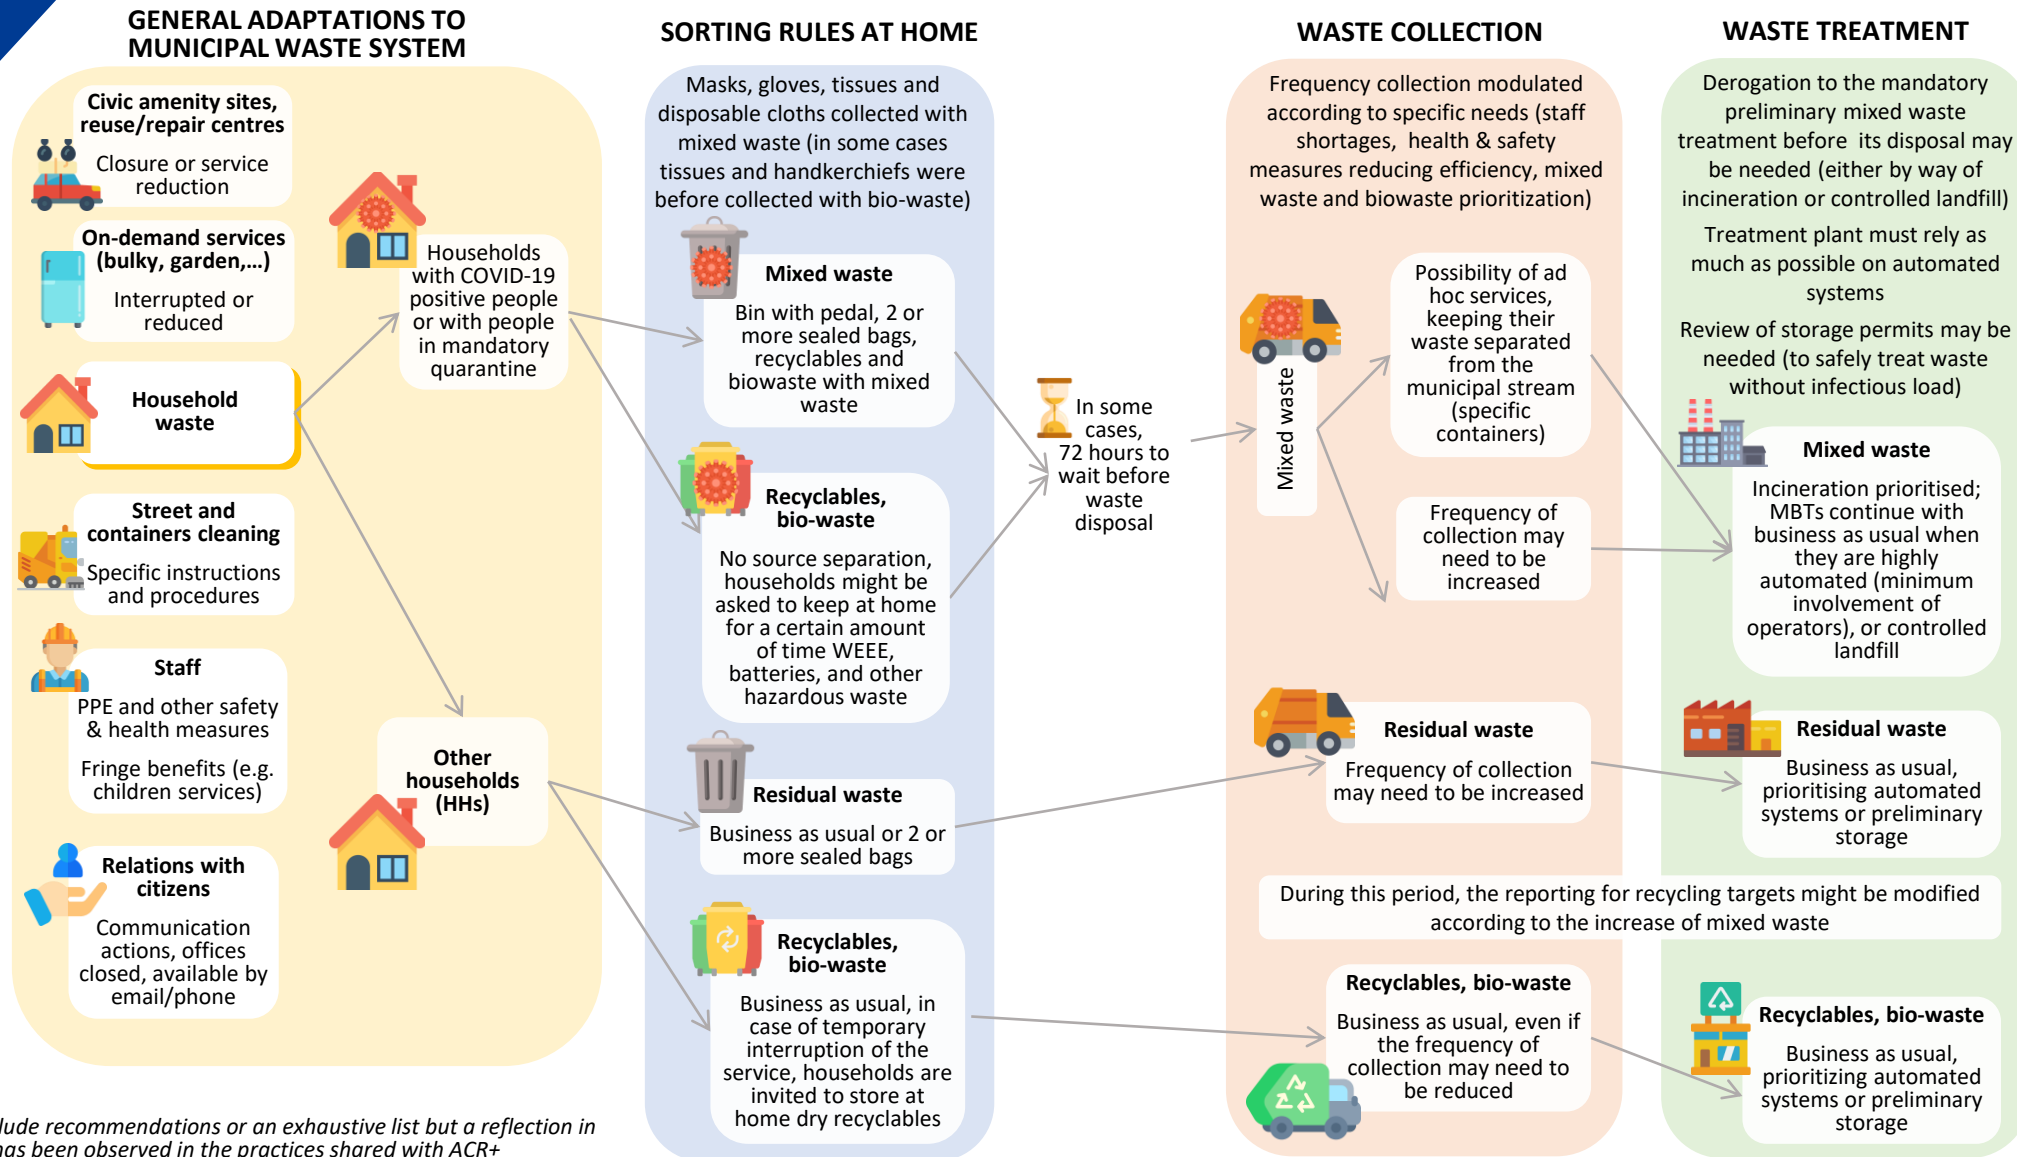 GENERAL ADAPTATIONS TO
MUNICIPAL WASTE SYSTEM
Civic amenity sites,
reuse/repair centres
Closure or service
reduction
On-demand services
(bulky, garden,...)
Interrupted or
reduced
Household
waste
Street and
containers cleaning
Specific instructions
and procedures
Staff
PPE and other safety
& health measures
Fringe benefits (e.g.
children services)
Relations with
citizens
Communication
actions, offices
closed, available by
email/phone
Households
with COVID-19
positive people
or with people
in mandatory
quarantine
Other
households
(HHs)
SORTING RULES AT HOME
Masks, gloves, tissues and
disposable cloths collected with
mixed waste (in some cases
tissues and handkerchiefs were
before collected with bio-waste)
Mixed waste
Bin with pedal, 2 or
more sealed bags,
recyclables and
biowaste with mixed
waste
Recyclables,
bio-waste
No source separation,
households might be
asked to keep at home
for a certain amount
of time WEEE,
batteries, and other
hazardous waste
Residual waste
Business as usual or 2 or
more sealed bags
Recyclables,
bio-waste
Business as usual, in
case of temporary
interruption of the
service, households are
invited to store at
home dry recyclables
In some
cases,
72 hours to
wait before
waste
disposal
WASTE COLLECTION
Frequency collection modulated
according to specific needs (staff
shortages, health & safety
measures reducing efficiency, mixed
waste and biowaste prioritization)
Mixed waste
Possibility of ad
hoc services,
keeping their
waste separated
from the
municipal stream
(specific
containers)
Frequency of
collection may
need to be
increased
Residual waste
Frequency of collection
may need to be increased
During this period, the reporting for recycling targets might be modified
according to the increase of mixed waste
Recyclables, bio-waste
Business as usual, even if
the frequency of
collection may need to
be reduced
WASTE TREATMENT
Derogation to the mandatory
preliminary mixed waste
treatment before its disposal may
be needed (either by way of
incineration or controlled landfill)
Treatment plant must rely as
much as possible on automated
systems
Review of storage permits may be
needed (to safely treat waste
without infectious load)
Mixed waste
Incineration prioritised;
MBTs continue with
business as usual when
they are highly
automated (minimum
involvement of
operators), or controlled
landfill
Residual waste
Business as usual,
prioritising automated
systems or preliminary
storage
Recyclables, bio-waste
Business as usual,
prioritizing automated
systems or preliminary
storage
lude recommendations or an exhaustive list but a reflection in
has been observed in the practices shared with ACR+